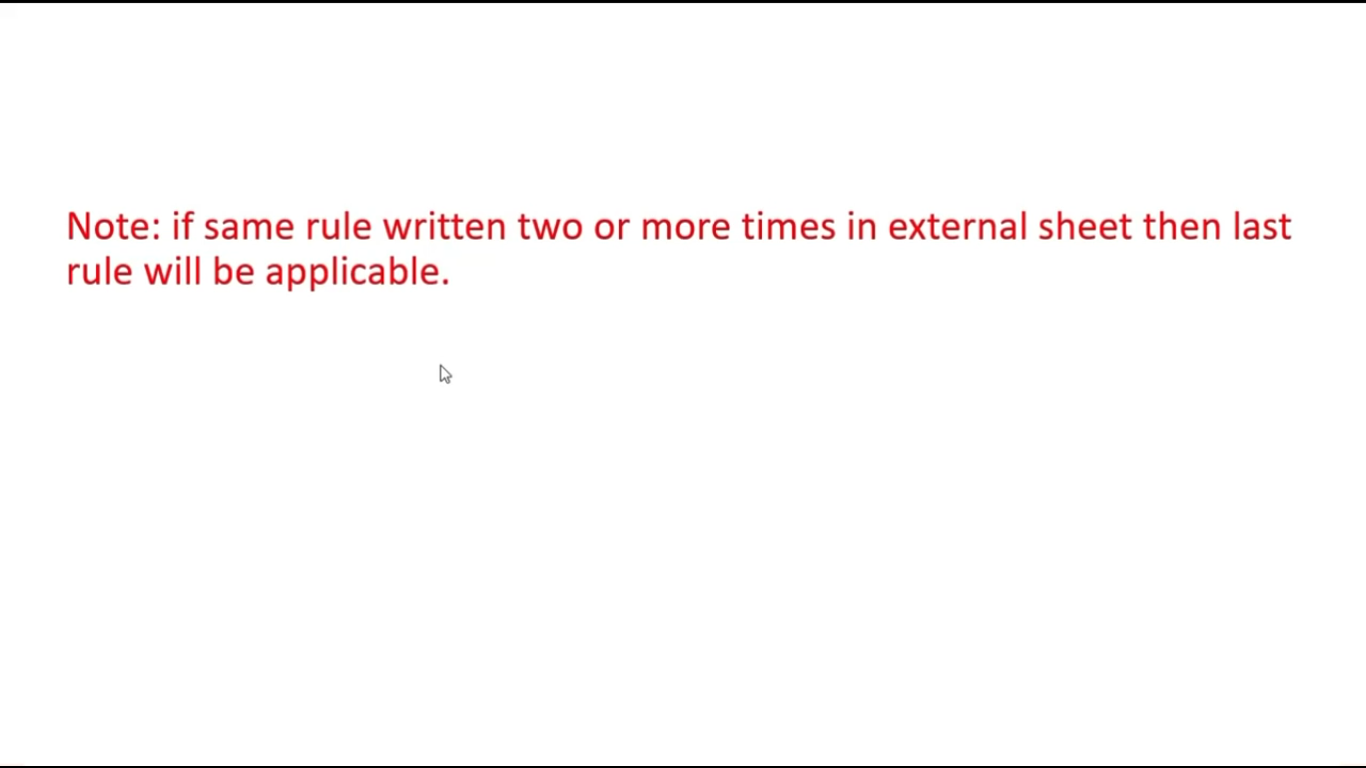 Note: if same rule written two or more times in external sheet then last
rule will be applicable.